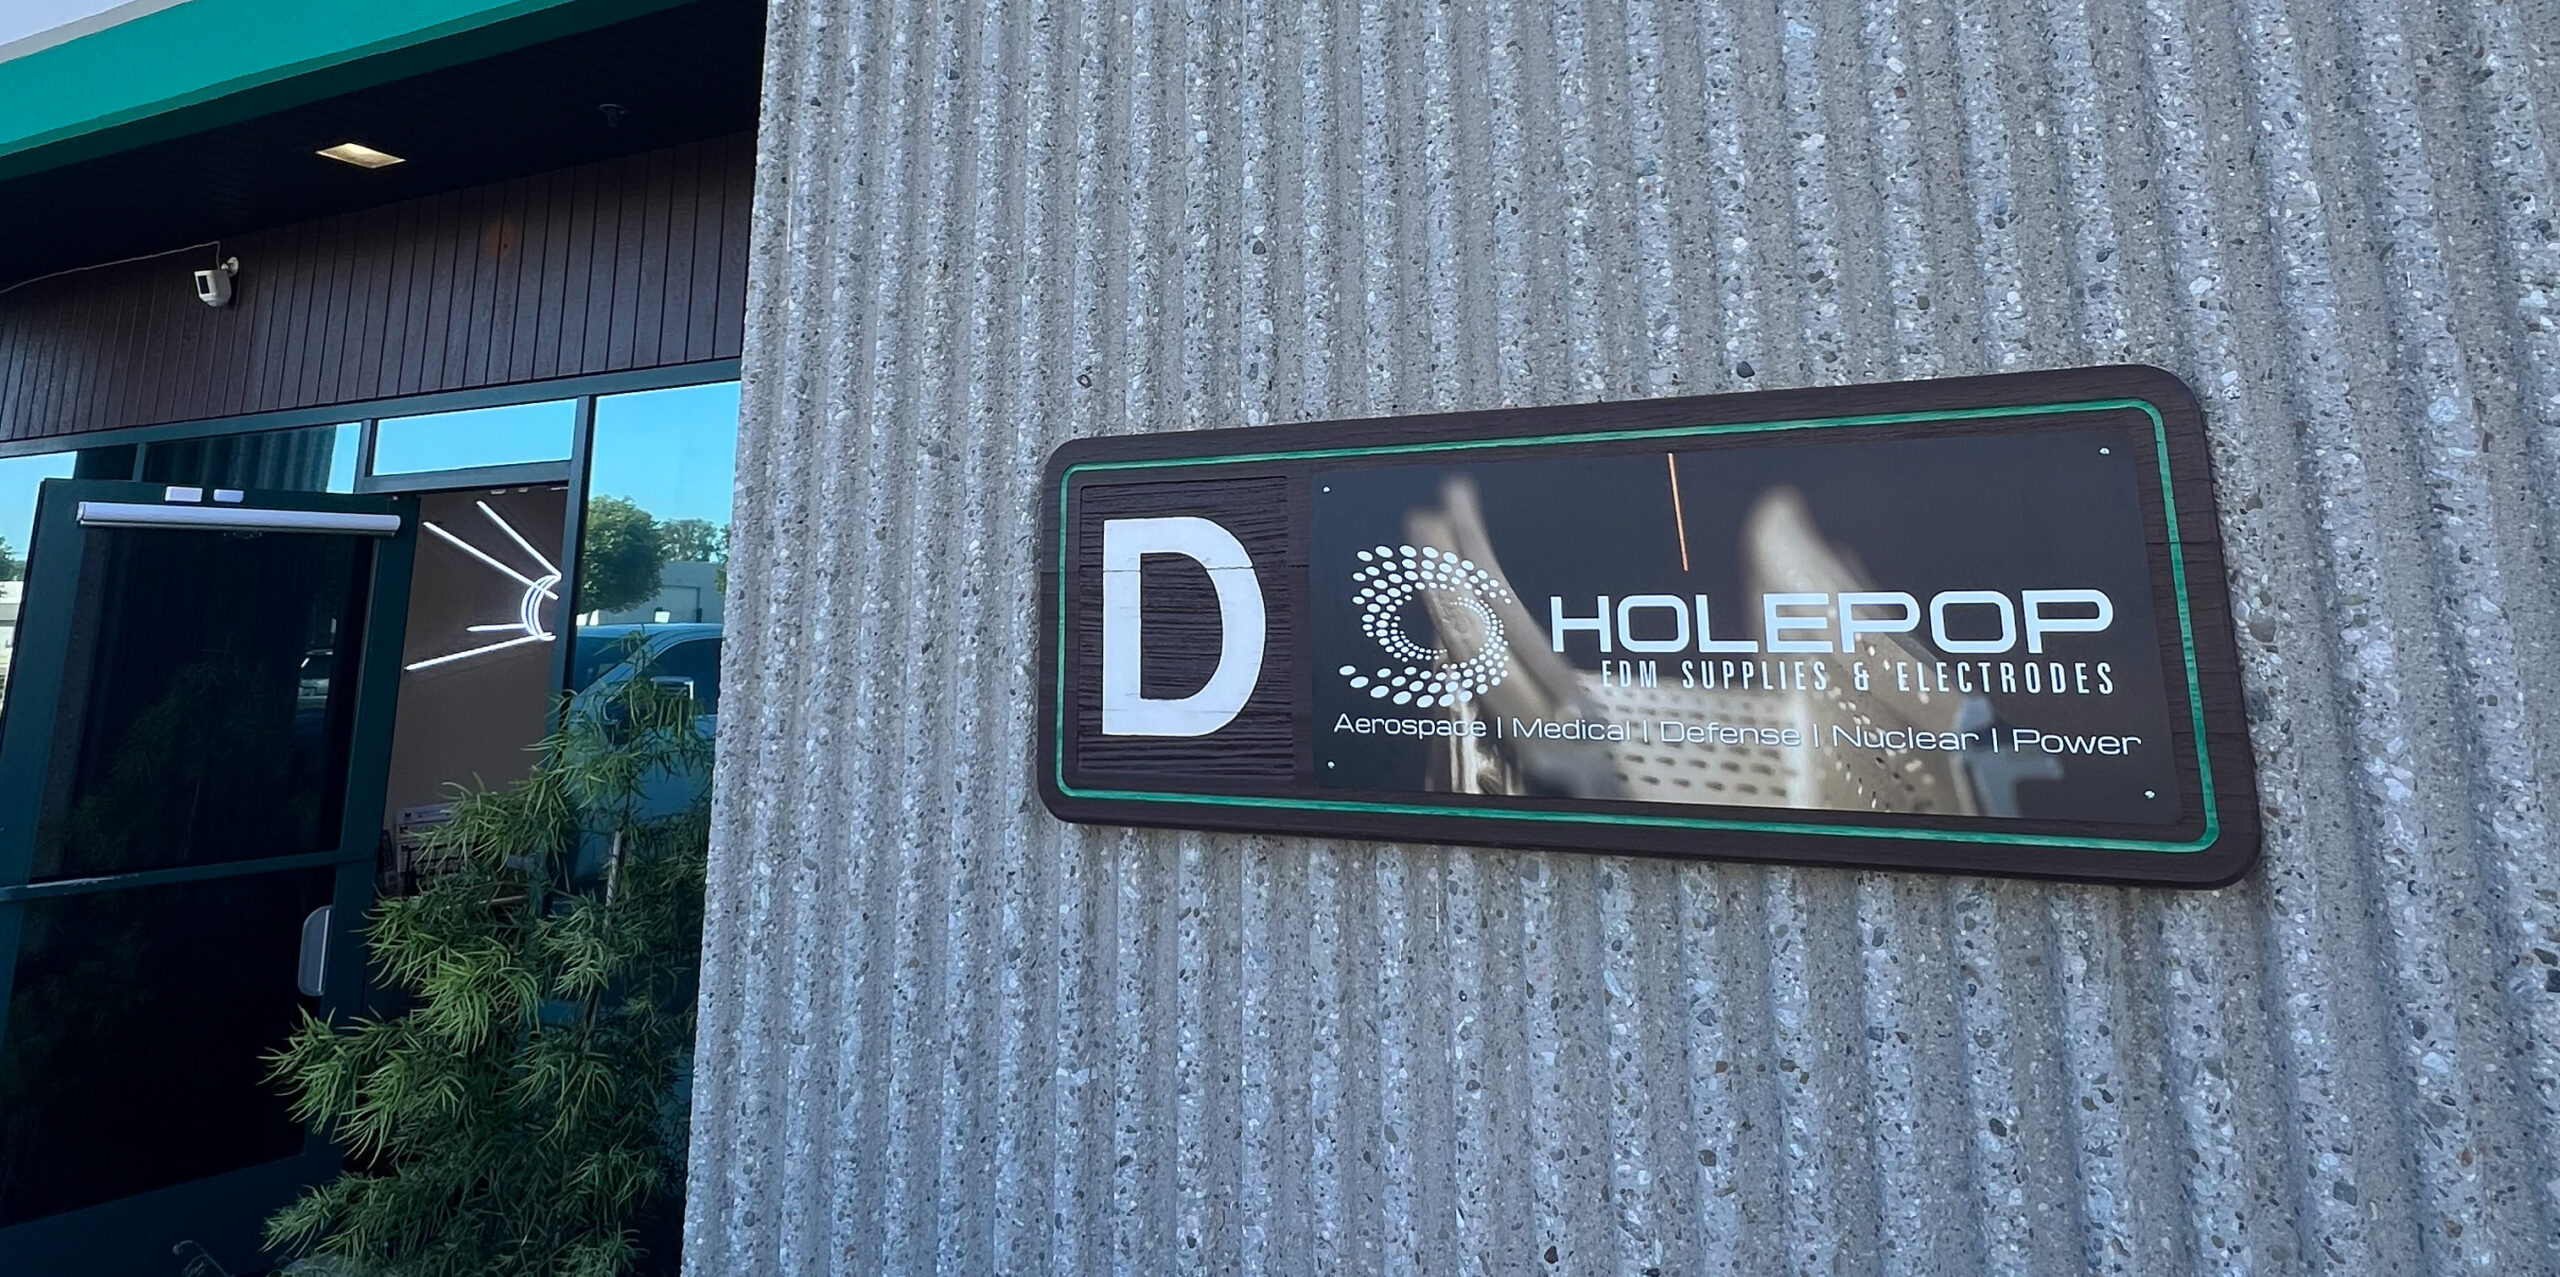 D
HOLEPOP
EDM SUPPLIES & ELECTRODES
Aerospace | Medical | Defense | Nuclear | Power